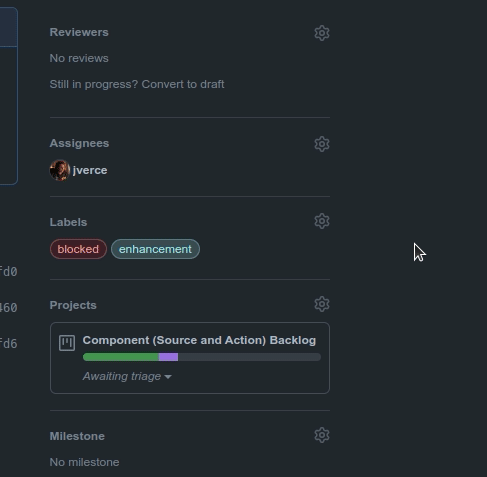 Reviewers
No reviews
Still in progress? Convert to draft
Assignees
jverce
Labels
blocked enhancement
fd0
Projects
460
Component (Source and Action) Backlog
fd6
Awaiting triage
Milestone
No milestone